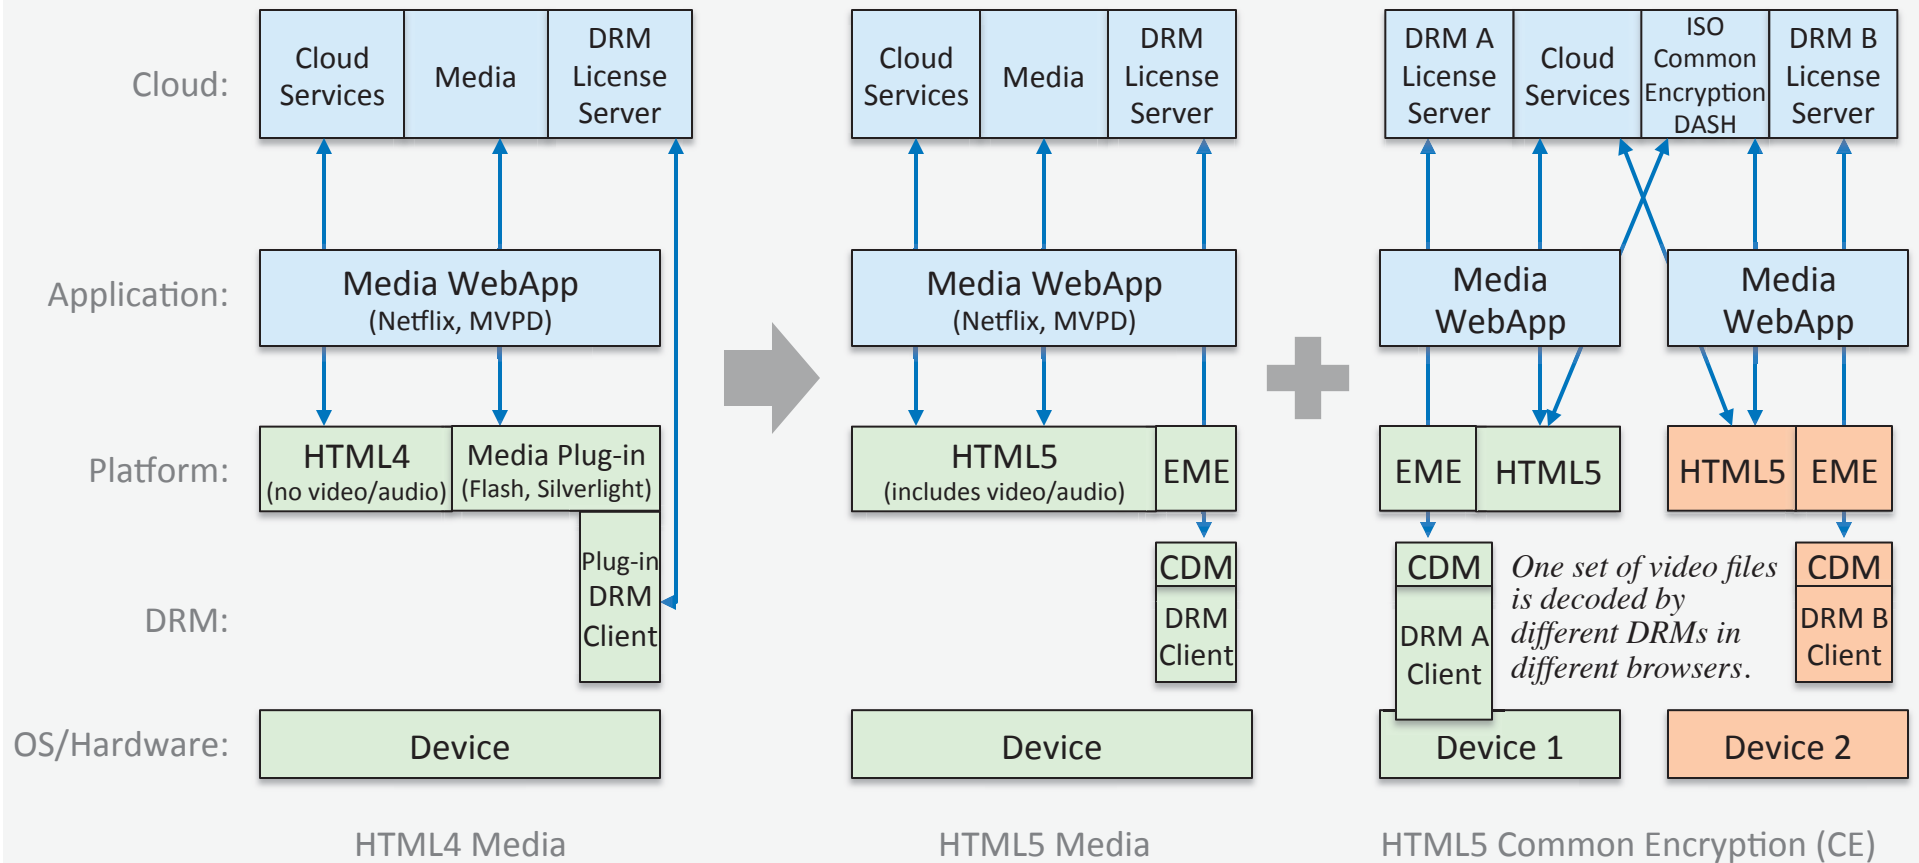 Cloud:
Application:
Platform:
DRM:
OS/Hardware:
Cloud
Services
Media
DRM
License
Server
Media WebApp
(Netflix, MVPD)
HTML4
(no video/audio)
Media Plug-in
(Flash, Silverlight)
Plug-in
DRM
Client
Device
HTML4 Media
Cloud
Services
Media
DRM
License
Server
Media WebApp
(Netflix, MVPD)
HTML5
(includes video/audio)
EME
CDM
DRM
Client
Device
HTML5 Media
DRM A
License
Server
Cloud
Services
ISO
Common
Encryption
DASH
DRM B
License
Server
Media
WebApp
Media
WebApp
EME
HTML5
HTML5
EME
CDM
DRM A
Client
One set of video files
is decoded by
different DRMs in
different browsers.
CDM
DRM B
Client
Device 1
Device 2
HTML5 Common Encryption (CE)